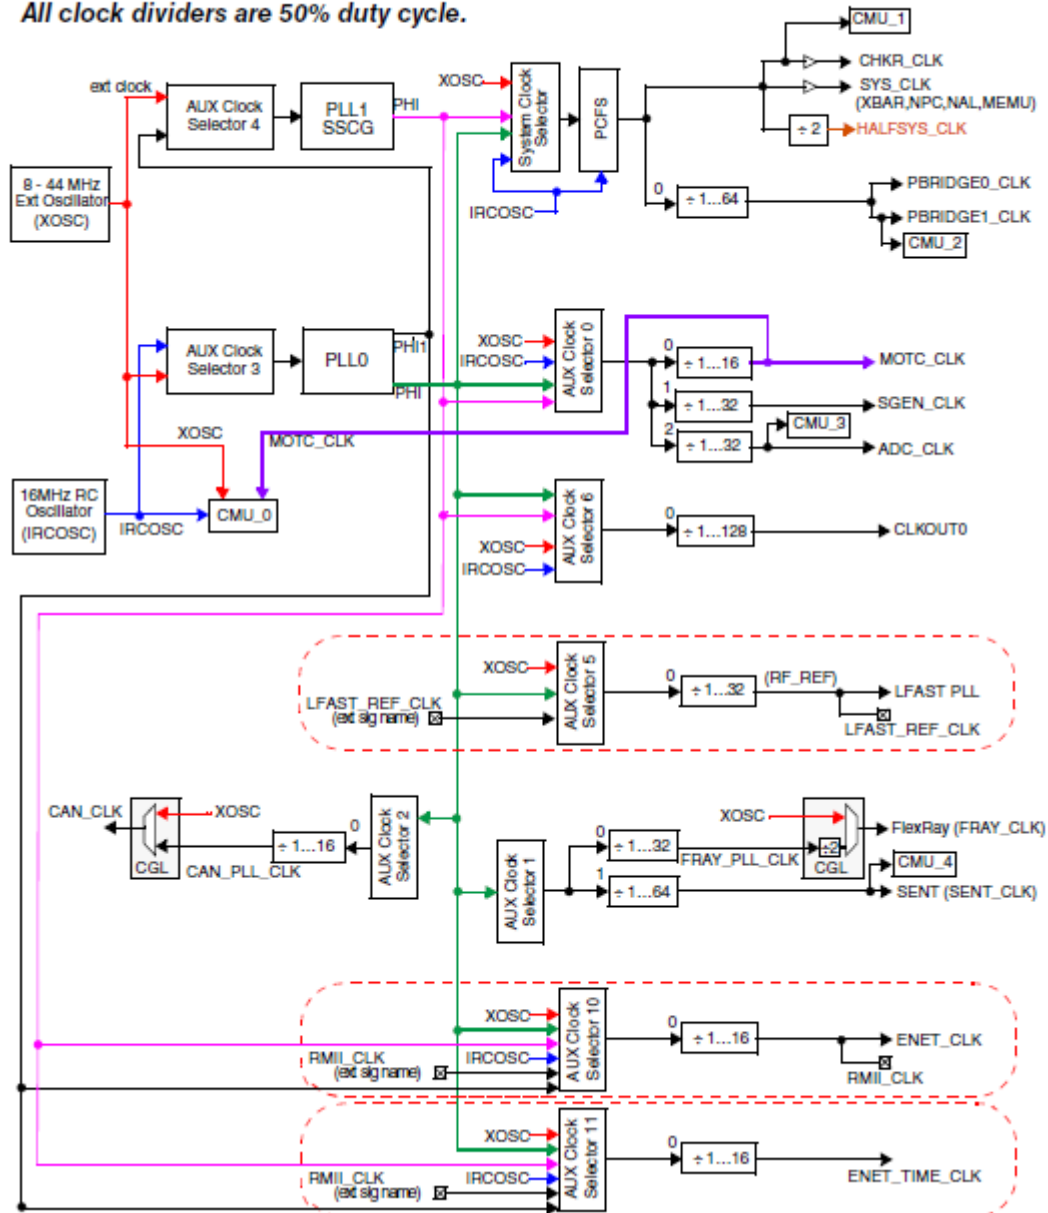 All clock dividers are 50% duty cycle.
CMU_1
ext clock
XOSC
CHKR_CLK
AUX Clock
Selector 4
PLL1
SSCG
PHI
System Clock
Selector
PCFS
SYS_CLK
(XBAR,NPC,NAL,MEMU)
÷ 2
HALFSYS_CLK
8 - 44 MHz
Ext Oscillator
(XOSC)
IRCOSC
0
÷ 1...64
PBRIDGE0_CLK
PBRIDGE1_CLK
CMU_2
AUX Clock
Selector 3
PLL0
PHI1
PHI
XOSC
IRCOSC
AUX Clock
Selector 0
0
÷ 1...16
MOTC_CLK
1
÷ 1...32
SGEN_CLK
2
÷ 1...32
CMU_3
ADC_CLK
XOSC
MOTC_CLK
16MHz RC
Oscillator
(IRCOSC)
IRCOSC
CMU_0
XOSC
IRCOSC
AUX Clock
Selector 6
0
÷ 1...128
CLKOUT0
XOSC
LFAST_REF_CLK
(ext sig name)
AUX Clock
Selector 5
0
÷ 1...32
(RF_REF)
LFAST PLL
LFAST_REF_CLK
CAN_CLK
XOSC
CGL
CAN_PLL_CLK
÷ 1...16
0
AUX Clock
Selector 2
AUX Clock
Selector 1
0
÷ 1...32
FRAY_PLL_CLK
XOSC
÷2
CGL
FlexRay (FRAY_CLK)
1
÷ 1...64
CMU_4
SENT (SENT_CLK)
XOSC
RMII_CLK
(ext sig name)
IRCOSC
AUX Clock
Selector 10
0
÷ 1...16
ENET_CLK
RMII_CLK
XOSC
RMII_CLK
(ext sig name)
IRCOSC
AUX Clock
Selector 11
0
÷ 1...16
ENET_TIME_CLK